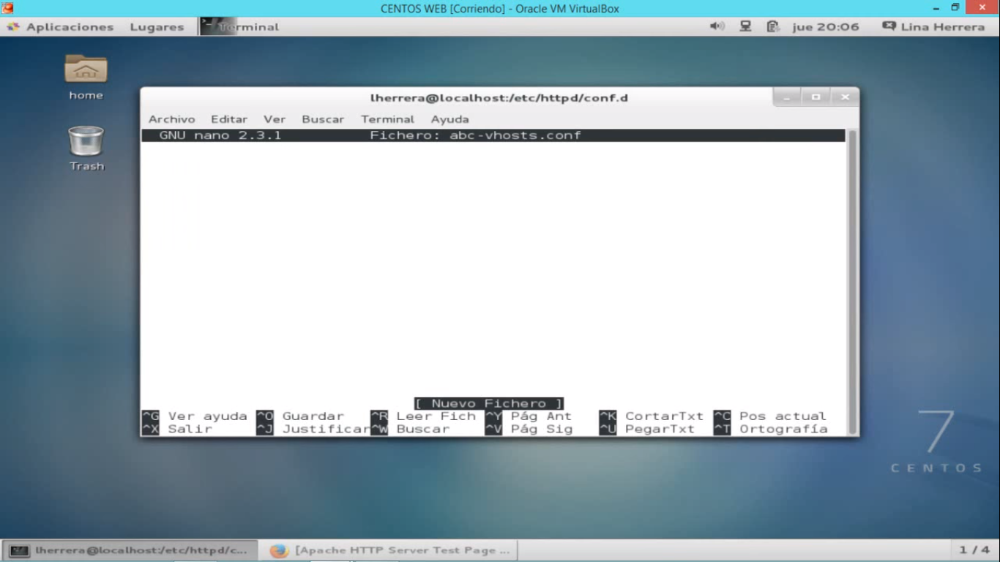 CENTOS WEB [Corriendo] - Oracle VM VirtualBox
Aplicaciones Lugares Terminal jue 20:06 Lina Herrera
home
Trash
lherrera@localhost:/etc/httpd/conf.d
Archivo Editar Ver Buscar Terminal Ayuda
GNU nano 2.3.1 Fichero: abc-vhosts.conf
[ Nuevo Fichero ]
^G Ver ayuda ^O Guardar ^R Leer Fich ^Y Pág Ant ^K CortarTxt ^C Pos actual
^X Salir ^J Justificar ^W Buscar ^V Pág Sig ^U PegarTxt ^T Ortografía
7
CENTOS
lherrera@localhost:/etc/httpd/c... [Apache HTTP Server Test Page ... 1 / 4